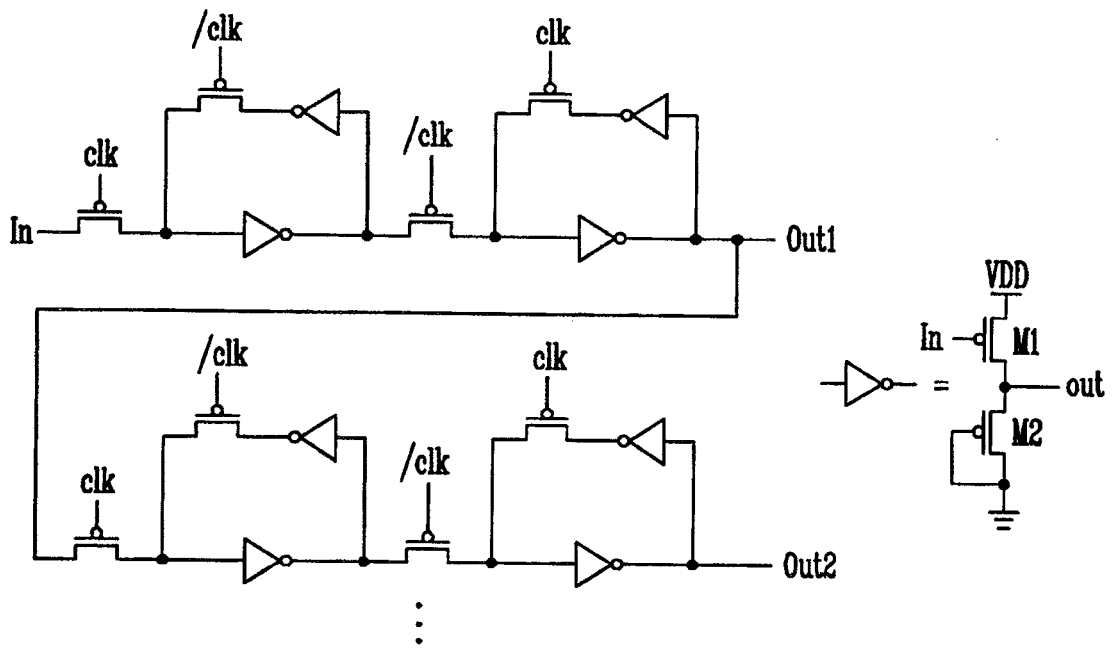 /clk
clk
clk
/clk
In
Out1
VDD
In
M1
=
out
M2
/clk
clk
clk
/clk
Out2